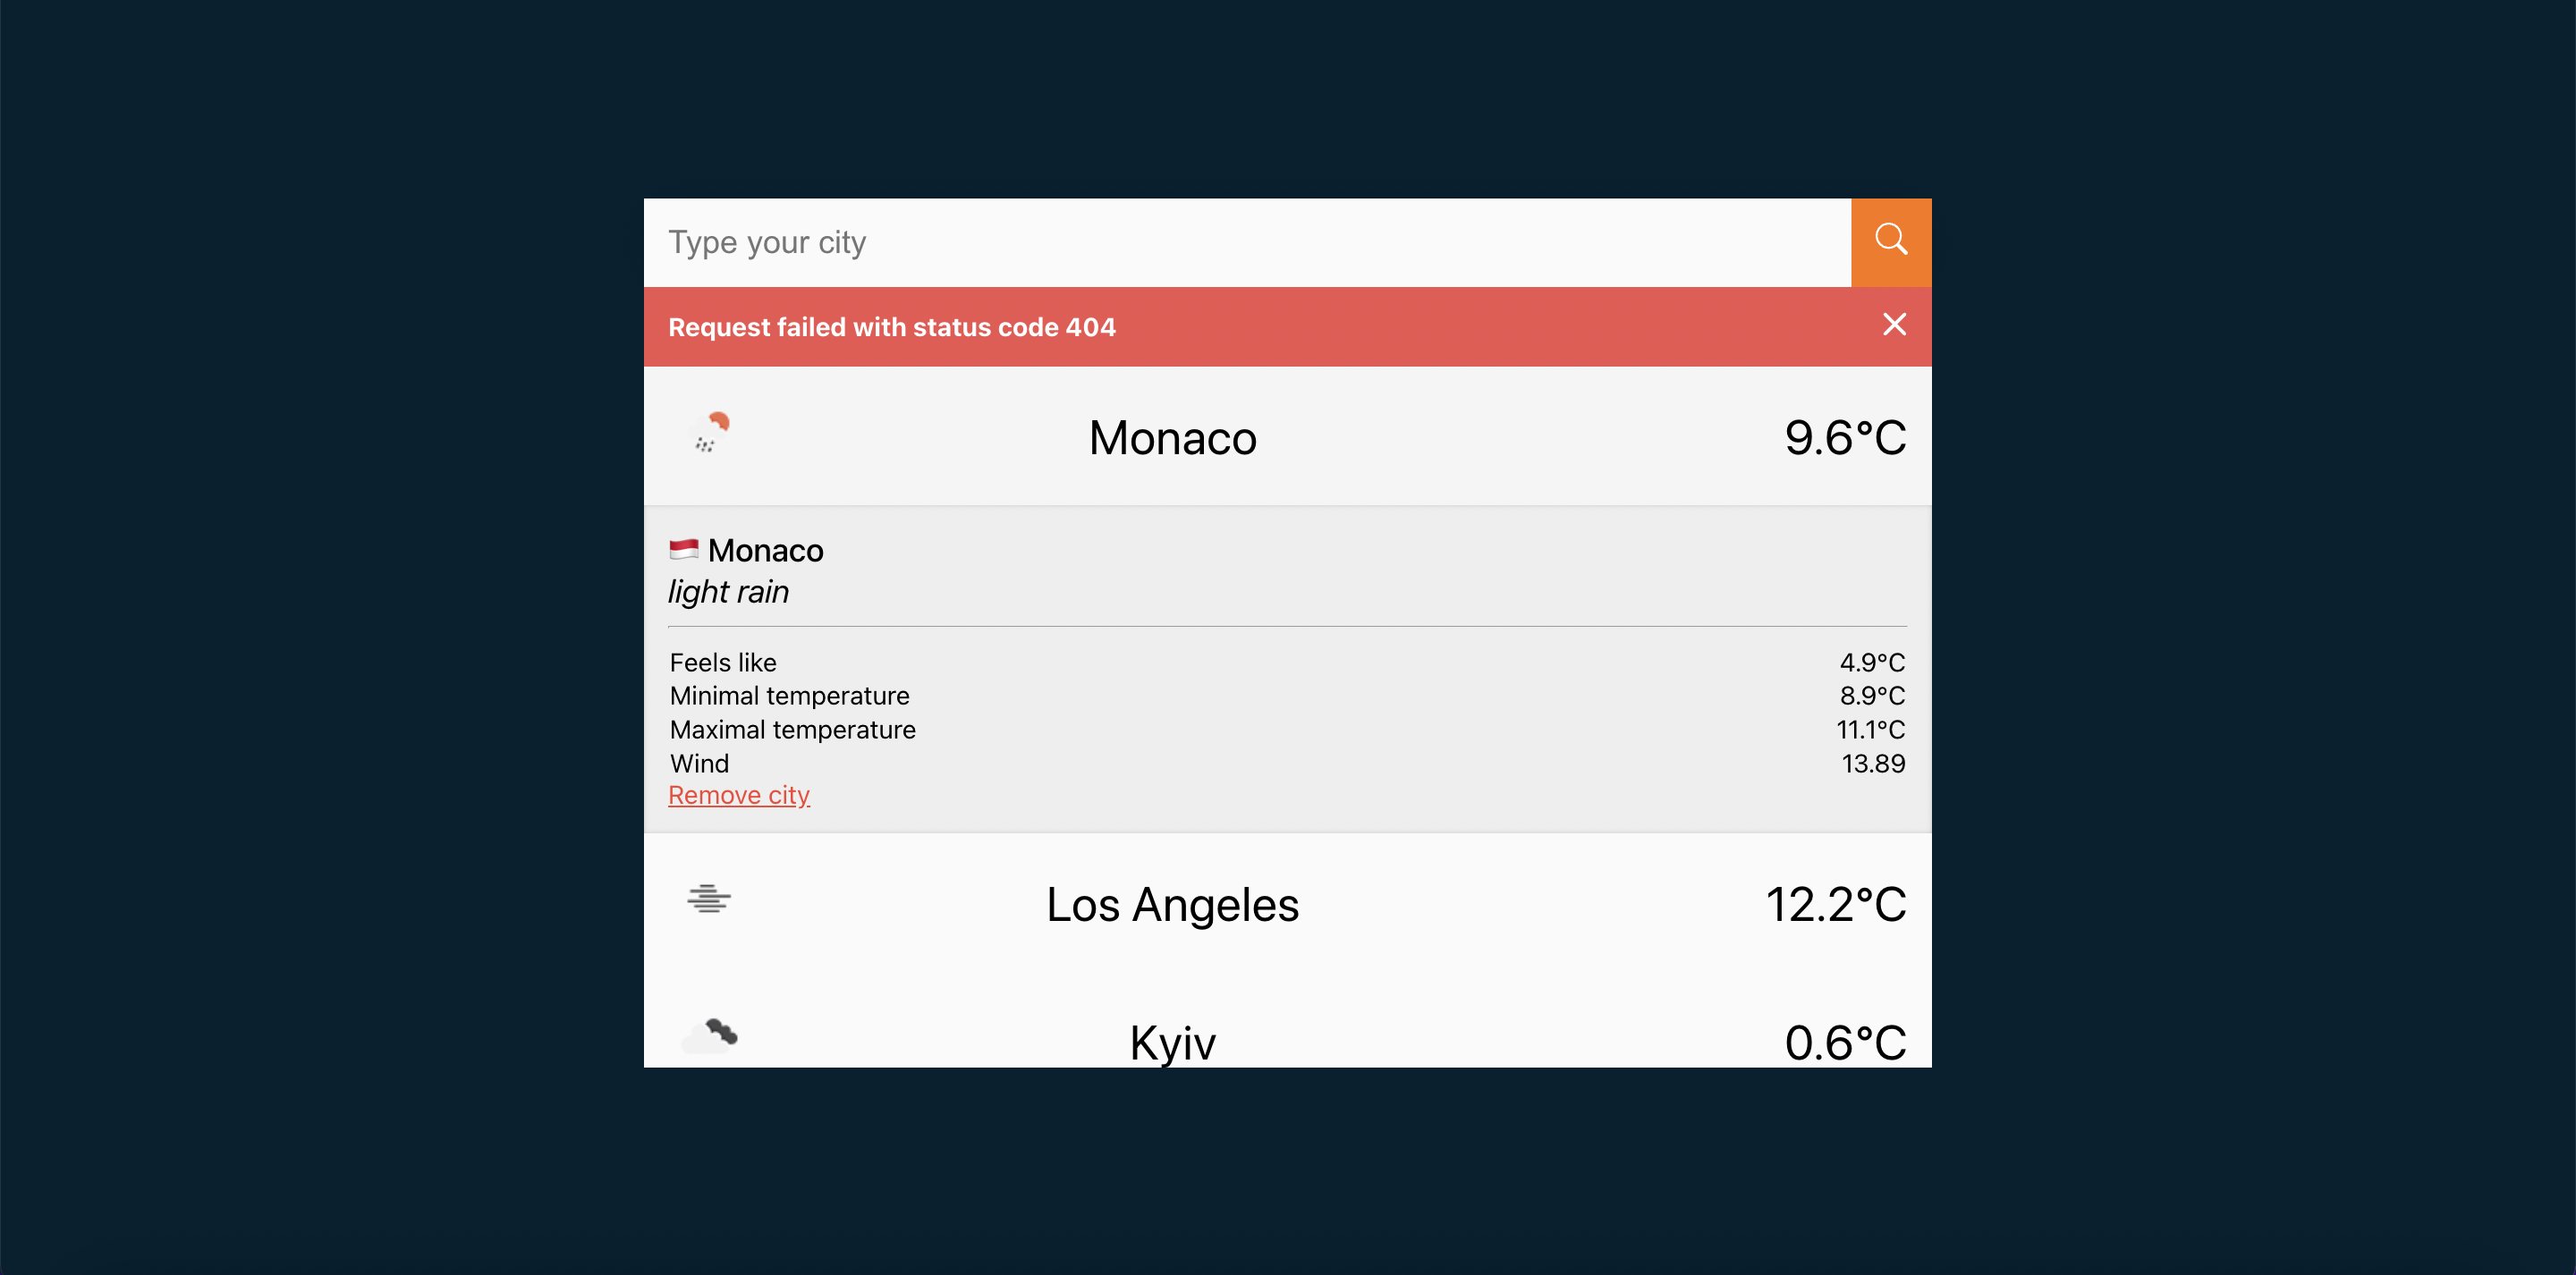 Type your city
Request failed with status code 404
Monaco 9.6°C
Monaco
light rain
Feels like 4.9°C
Minimal temperature 8.9°C
Maximal temperature 11.1°C
Wind 13.89
Remove city
Los Angeles 12.2°C
Kyiv 0.6°C